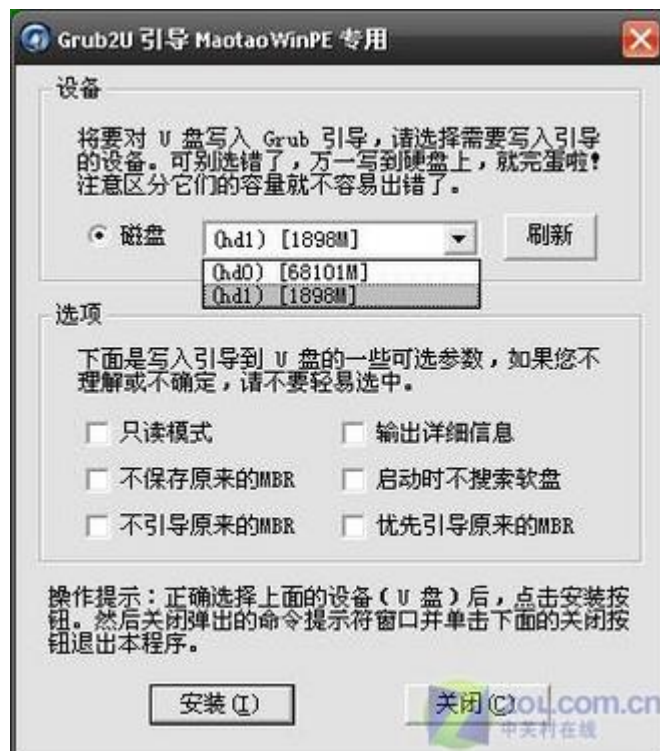 Grub2U 引导 MaotaoWinPE 专用
设备
将要对 U 盘写入 Grub 引导，请选择需要写入引导
的设备。可别选错了，万一写到硬盘上，就完蛋啦！
注意区分它们的容量就不容易出错了。
磁盘 (hd1) [1898M] 刷新
(hd0) [68101M]
(hd1) [1898M]
选项
下面是写入引导到 U 盘的一些可选参数，如果您不
理解或不确定，请不要轻易选中。
只读模式 输出详细信息
不保存原来的MBR 启动时不搜索软盘
不引导原来的MBR 优先引导原来的MBR
操作提示：正确选择上面的设备（U 盘）后，点击安装按
钮。然后关闭弹出的命令提示符窗口并单击下面的关闭按
钮退出本程序。
安装(I) 关闭(C)
ZOL.com.cn
中关村在线